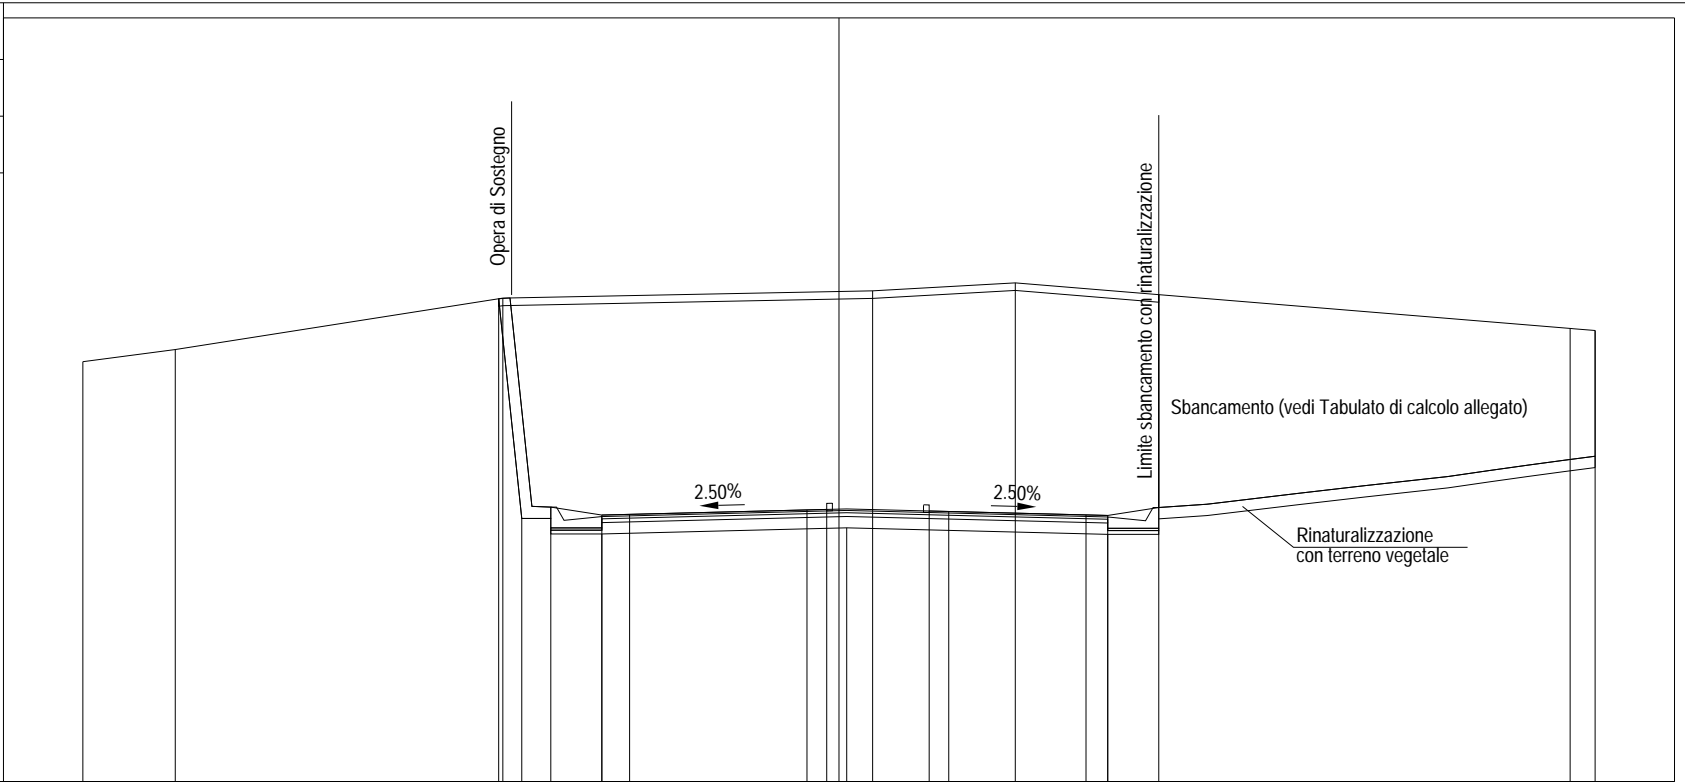 Opera di Sostegno
Limite sbancamento con rinaturalizzazione
Sbancamento (vedi Tabulato di calcolo allegato)
2.50%
2.50%
Rinaturalizzazione
con terreno vegetale